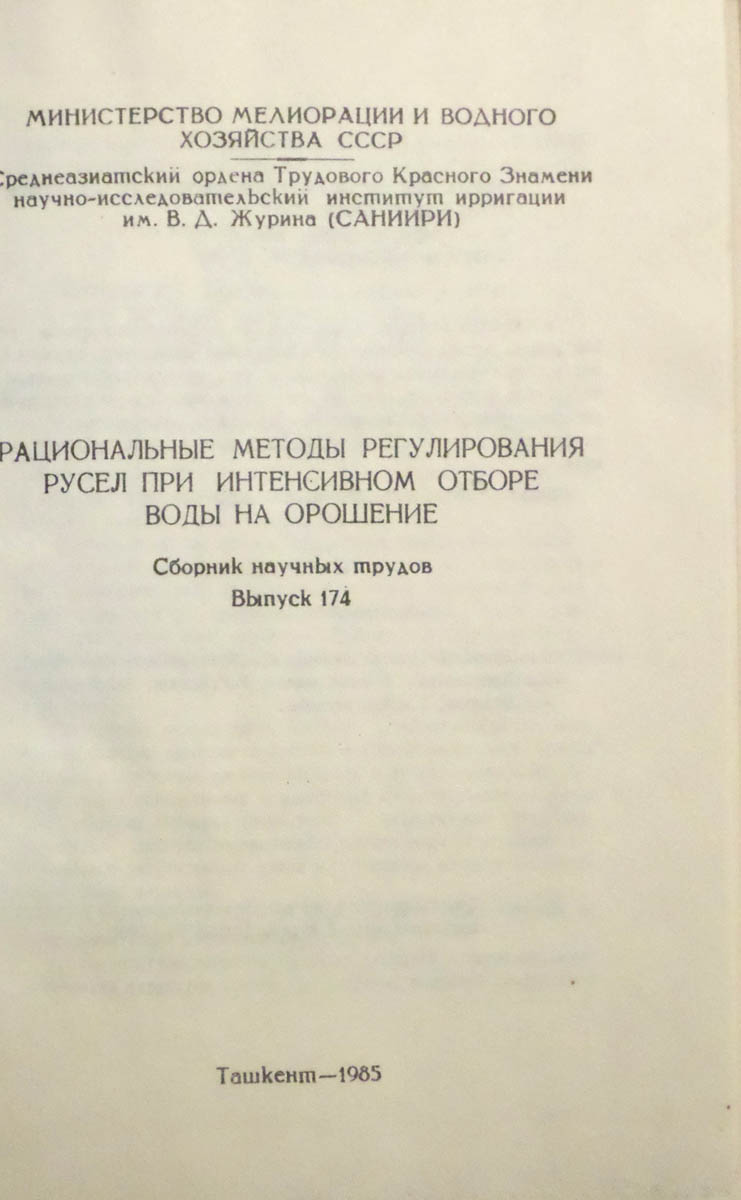 МИНИСТЕРСТВО МЕЛИОРАЦИИ И ВОДНОГО
ХОЗЯЙСТВА СССР
Среднеазиатский ордена Трудового Красного Знамени
научно-исследовательский институт ирригации
им. В. Д. Журина (САНИИРИ)
РАЦИОНАЛЬНЫЕ МЕТОДЫ РЕГУЛИРОВАНИЯ
РУСЕЛ ПРИ ИНТЕНСИВНОМ ОТБОРЕ
ВОДЫ НА ОРОШЕНИЕ
Сборник научных трудов
Выпуск 174
Ташкент—1985